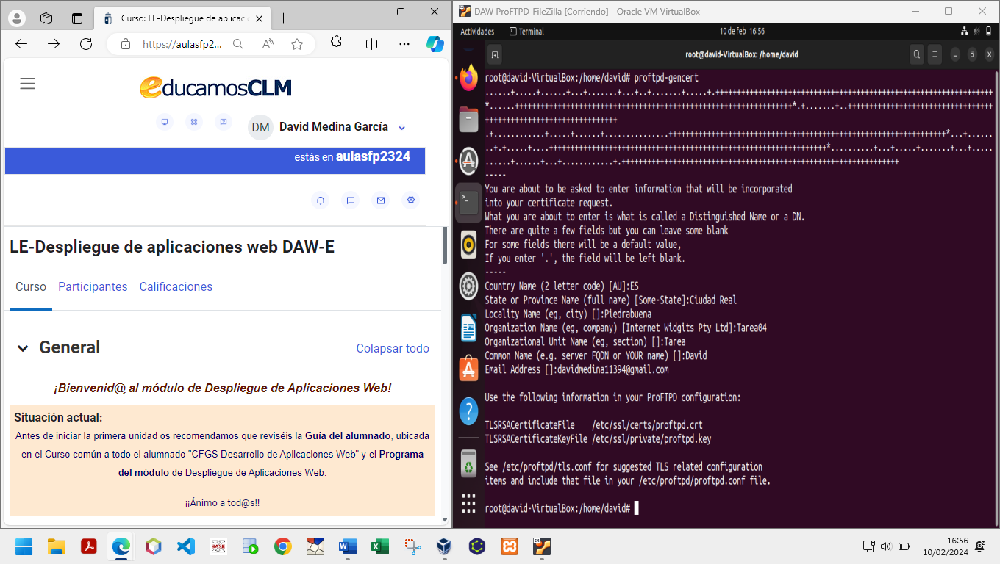 Curso: LE-Despliegue de aplicacio
https://aulasfp2...
educamosCLM
DM David Medina García
estás en aulasfp2324
LE-Despliegue de aplicaciones web DAW-E
Curso Participantes Calificaciones
General Colapsar todo
¡Bienvenid@ al módulo de Despliegue de Aplicaciones Web!
Situación actual:
Antes de iniciar la primera unidad os recomendamos que reviséis la Guía del alumnado, ubicada
en el Curso común a todo el alumnado "CFGS Desarrollo de Aplicaciones Web" y el Programa
del módulo de Despliegue de Aplicaciones Web.
¡¡Ánimo a tod@s!!
DAW ProFTPD-FileZilla [Corriendo] - Oracle VM VirtualBox
Actividades Terminal 10 de feb 16:56
root@david-VirtualBox: /home/david
root@david-VirtualBox:/home/david# proftpd-gencert
-----
You are about to be asked to enter information that will be incorporated
into your certificate request.
What you are about to enter is what is called a Distinguished Name or a DN.
There are quite a few fields but you can leave some blank
For some fields there will be a default value,
If you enter '.', the field will be left blank.
-----
Country Name (2 letter code) [AU]:ES
State or Province Name (full name) [Some-State]:Ciudad Real
Locality Name (eg, city) []:Piedrabuena
Organization Name (eg, company) [Internet Widgits Pty Ltd]:Tarea04
Organizational Unit Name (eg, section) []:Tarea
Common Name (e.g. server FQDN or YOUR name) []:David
Email Address []:davidmedina11394@gmail.com
Use the following information in your ProFTPD configuration:
TLSRSACertificateFile /etc/ssl/certs/proftpd.crt
TLSRSACertificateKeyFile /etc/ssl/private/proftpd.key
See /etc/proftpd/tls.conf for suggested TLS related configuration
items and include that file in your /etc/proftpd/proftpd.conf file.
root@david-VirtualBox:/home/david#
16:56
10/02/2024